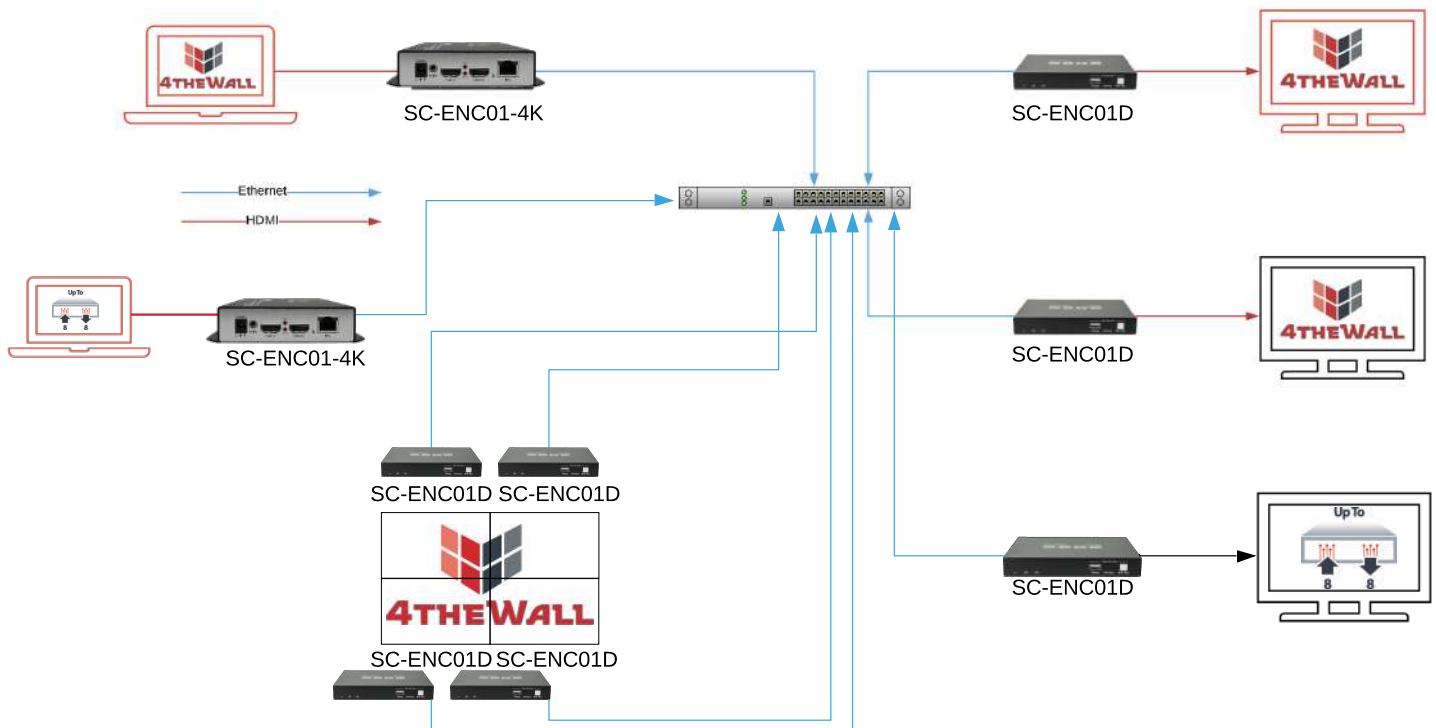 4THEWALL
SC-ENC01-4K
SC-ENC01D
4THEWALL
Ethernet
HDMI
Up To
8 8
SC-ENC01-4K
SC-ENC01D
4THEWALL
SC-ENC01D SC-ENC01D
4THEWALL
SC-ENC01D SC-ENC01D
SC-ENC01D
Up To
8 8